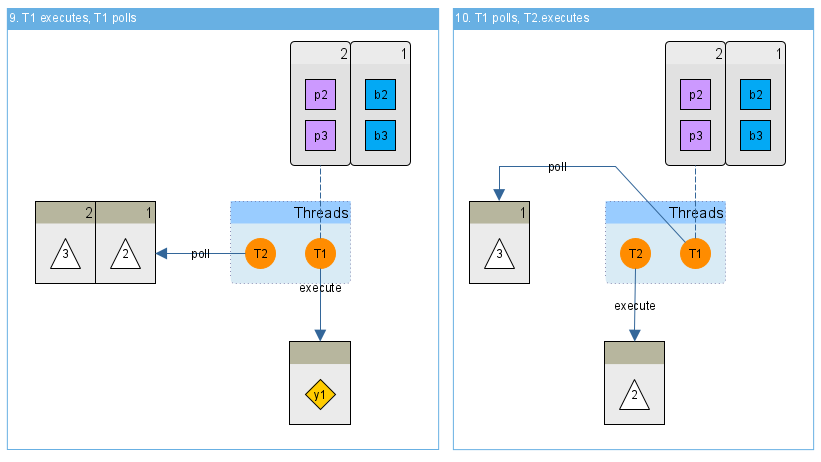 9. T1 executes, T1 polls
2 1
p2 b2
p3 b3
2 1
3 2
Threads
poll
T2 T1
execute
y1
10. T1 polls, T2.executes
2 1
p2 b2
p3 b3
poll
1
3
Threads
T2 T1
execute
2